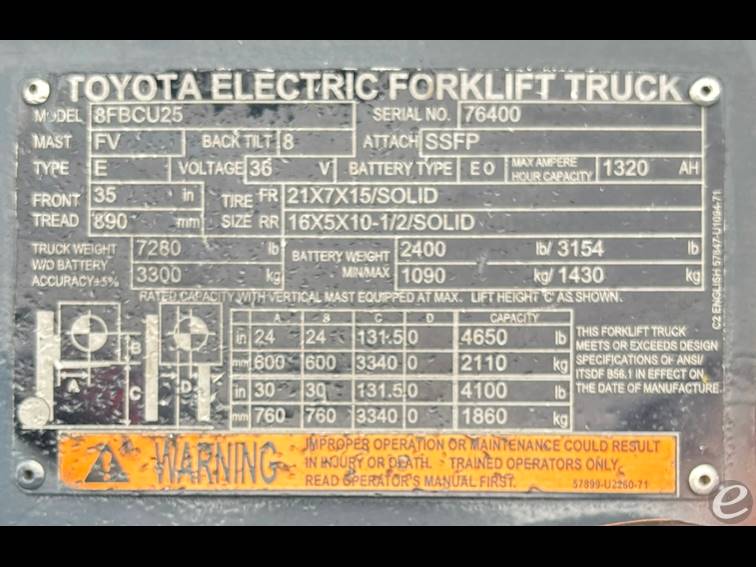 TOYOTA ELECTRIC FORKLIFT TRUCK
MODEL 8FBCU25 SERIAL NO. 76400
MAST FV BACK TILT 8 ATTACH SSFP
TYPE E VOLTAGE 36 V BATTERY TYPE E O MAX AMPERE HOUR CAPACITY 1320 AH
FRONT 35 in TIRE FR 21X7X15/SOLID
TREAD 890 mm SIZE RR 16X5X10-1/2/SOLID
TRUCK WEIGHT 7280 lb BATTERY WEIGHT 2400 lb/ 3154 lb
W/O BATTERY
ACCURACY±5% 3300 kg MIN/MAX 1090 kg/ 1430 kg
RATED CAPACITY WITH VERTICAL MAST EQUIPPED AT MAX. LIFT HEIGHT 'C' AS SHOWN.
A B C D CAPACITY
in 24 24 131.5 0 4650 lb
mm 600 600 3340 0 2110 kg
in 30 30 131.5 0 4100 lb
mm 760 760 3340 0 1860 kg
A B C D
THIS FORKLIFT TRUCK
MEETS OR EXCEEDS DESIGN
SPECIFICATIONS OF ANSI/
ITSDF B56.1 IN EFFECT ON
THE DATE OF MANUFACTURE.
C2 ENGLISH 57847-U1094-71
WARNING
IMPROPER OPERATION OR MAINTENANCE COULD RESULT
IN INJURY OR DEATH. TRAINED OPERATORS ONLY.
READ OPERATOR'S MANUAL FIRST. 57899-U2260-71
e